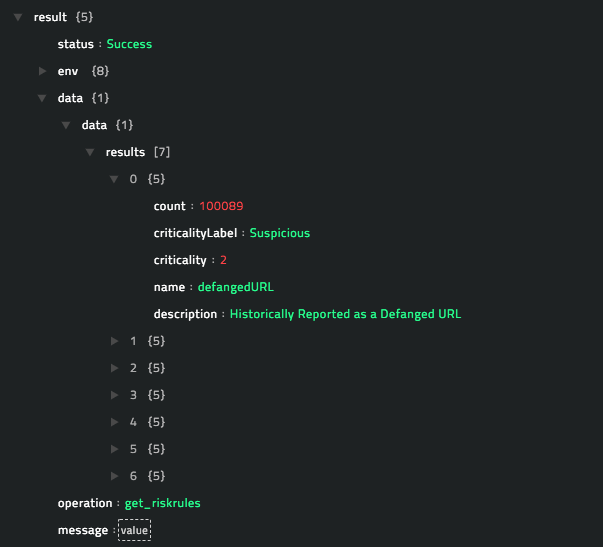 result {5}
status : Success
env {8}
data {1}
data {1}
results [7]
0 {5}
count : 100089
criticalityLabel : Suspicious
criticality : 2
name : defangedURL
description : Historically Reported as a Defanged URL
1 {5}
2 {5}
3 {5}
4 {5}
5 {5}
6 {5}
operation : get_riskrules
message : value